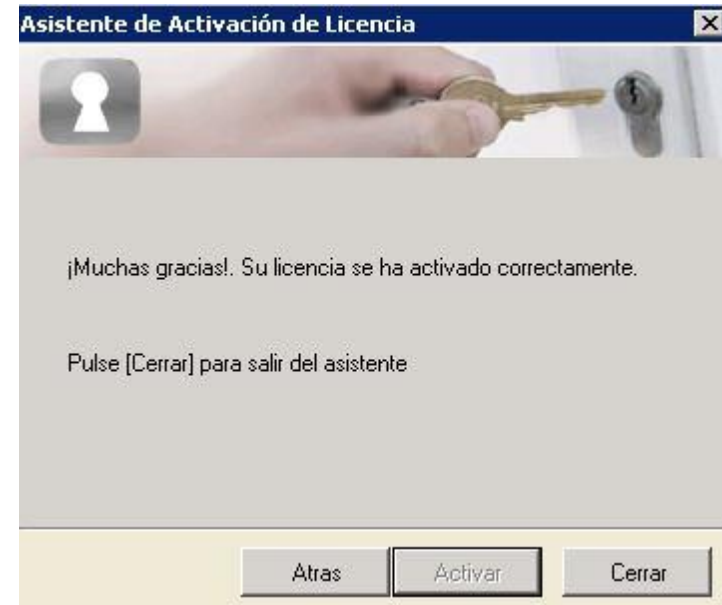 Asistente de Activación de Licencia
¡Muchas gracias!. Su licencia se ha activado correctamente.
Pulse [Cerrar] para salir del asistente
Atras Activar Cerrar